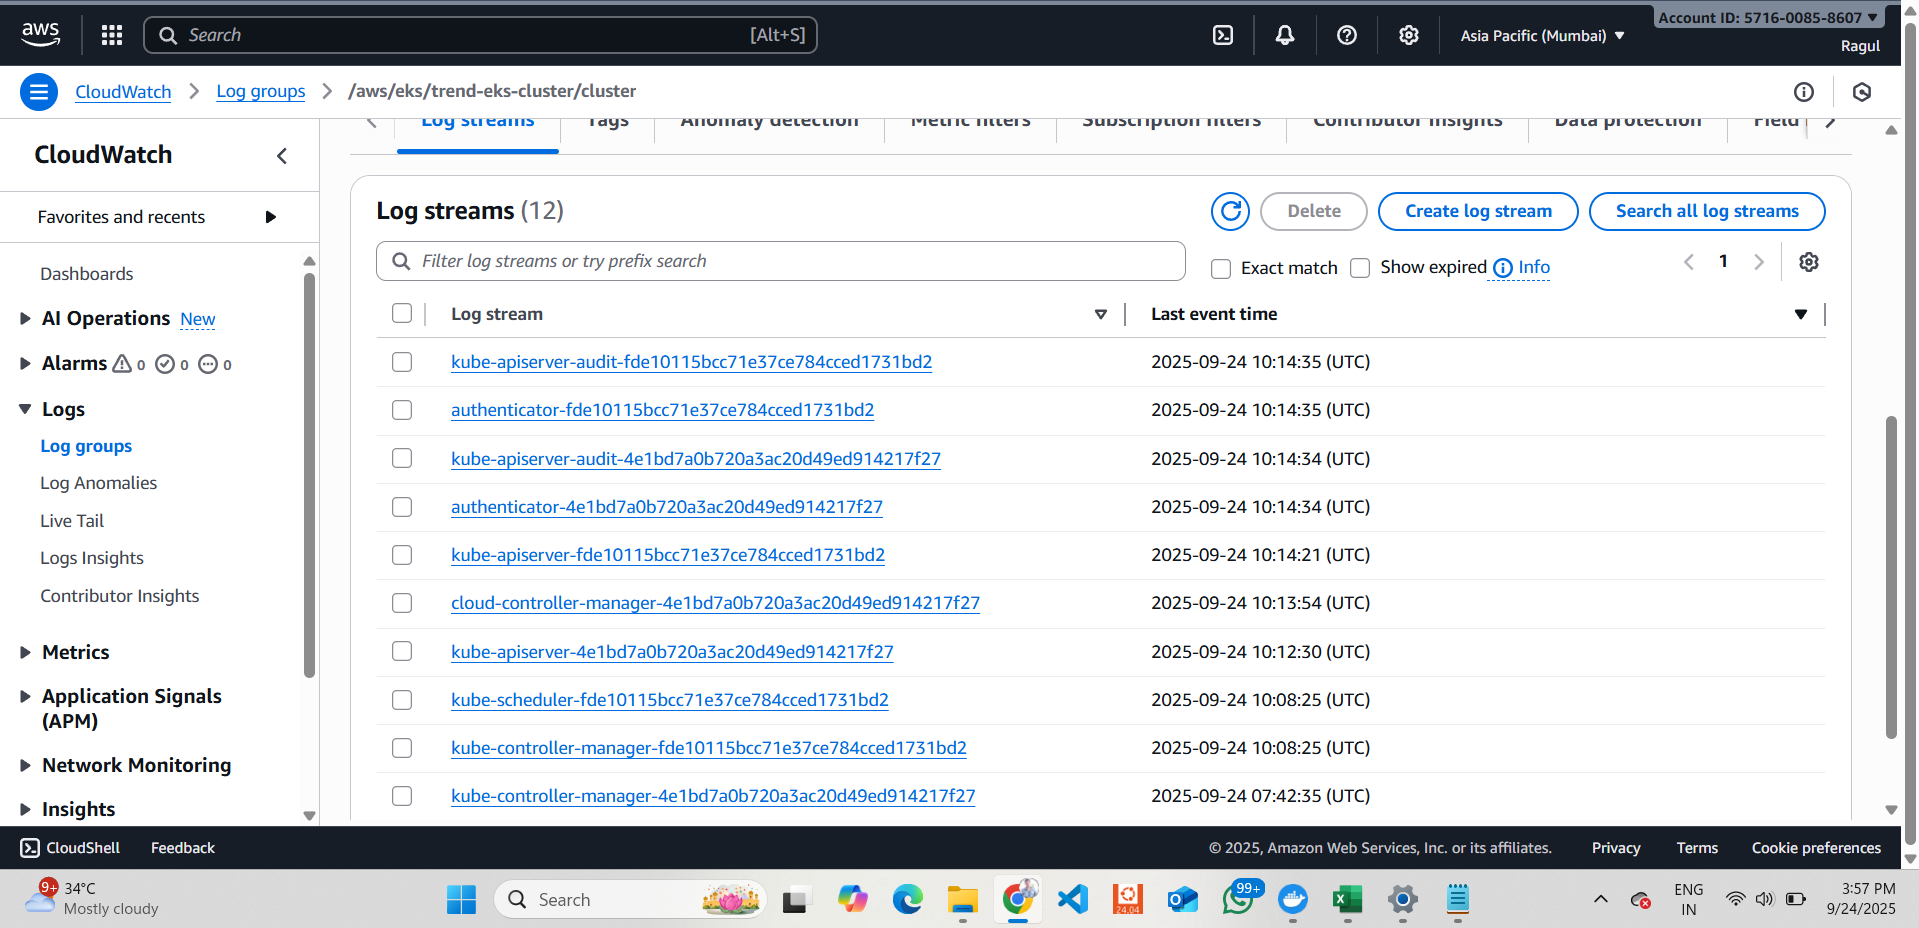 aws
Search
[Alt+S]
Asia Pacific (Mumbai)
Account ID: 5716-0085-8607
Ragul
CloudWatch
Log groups
/aws/eks/trend-eks-cluster/cluster
CloudWatch
Favorites and recents
Dashboards
AI Operations New
Alarms 0 0 0
Logs
Log groups
Log Anomalies
Live Tail
Logs Insights
Contributor Insights
Metrics
Application Signals
(APM)
Network Monitoring
Insights
Log streams
Tags
Anomaly detection
Metric filters
Subscription filters
Contributor Insights
Data protection
Field
Log streams (12)
Delete
Create log stream
Search all log streams
Filter log streams or try prefix search
Exact match
Show expired
Info
1
Log stream Last event time
kube-apiserver-audit-fde10115bcc71e37ce784cced1731bd2 2025-09-24 10:14:35 (UTC)
authenticator-fde10115bcc71e37ce784cced1731bd2 2025-09-24 10:14:35 (UTC)
kube-apiserver-audit-4e1bd7a0b720a3ac20d49ed914217f27 2025-09-24 10:14:34 (UTC)
authenticator-4e1bd7a0b720a3ac20d49ed914217f27 2025-09-24 10:14:34 (UTC)
kube-apiserver-fde10115bcc71e37ce784cced1731bd2 2025-09-24 10:14:21 (UTC)
cloud-controller-manager-4e1bd7a0b720a3ac20d49ed914217f27 2025-09-24 10:13:54 (UTC)
kube-apiserver-4e1bd7a0b720a3ac20d49ed914217f27 2025-09-24 10:12:30 (UTC)
kube-scheduler-fde10115bcc71e37ce784cced1731bd2 2025-09-24 10:08:25 (UTC)
kube-controller-manager-fde10115bcc71e37ce784cced1731bd2 2025-09-24 10:08:25 (UTC)
kube-controller-manager-4e1bd7a0b720a3ac20d49ed914217f27 2025-09-24 07:42:35 (UTC)
CloudShell
Feedback
© 2025, Amazon Web Services, Inc. or its affiliates.
Privacy
Terms
Cookie preferences
9+
34°C
Mostly cloudy
Search
24.04
99+
ENG
IN
3:57 PM
9/24/2025